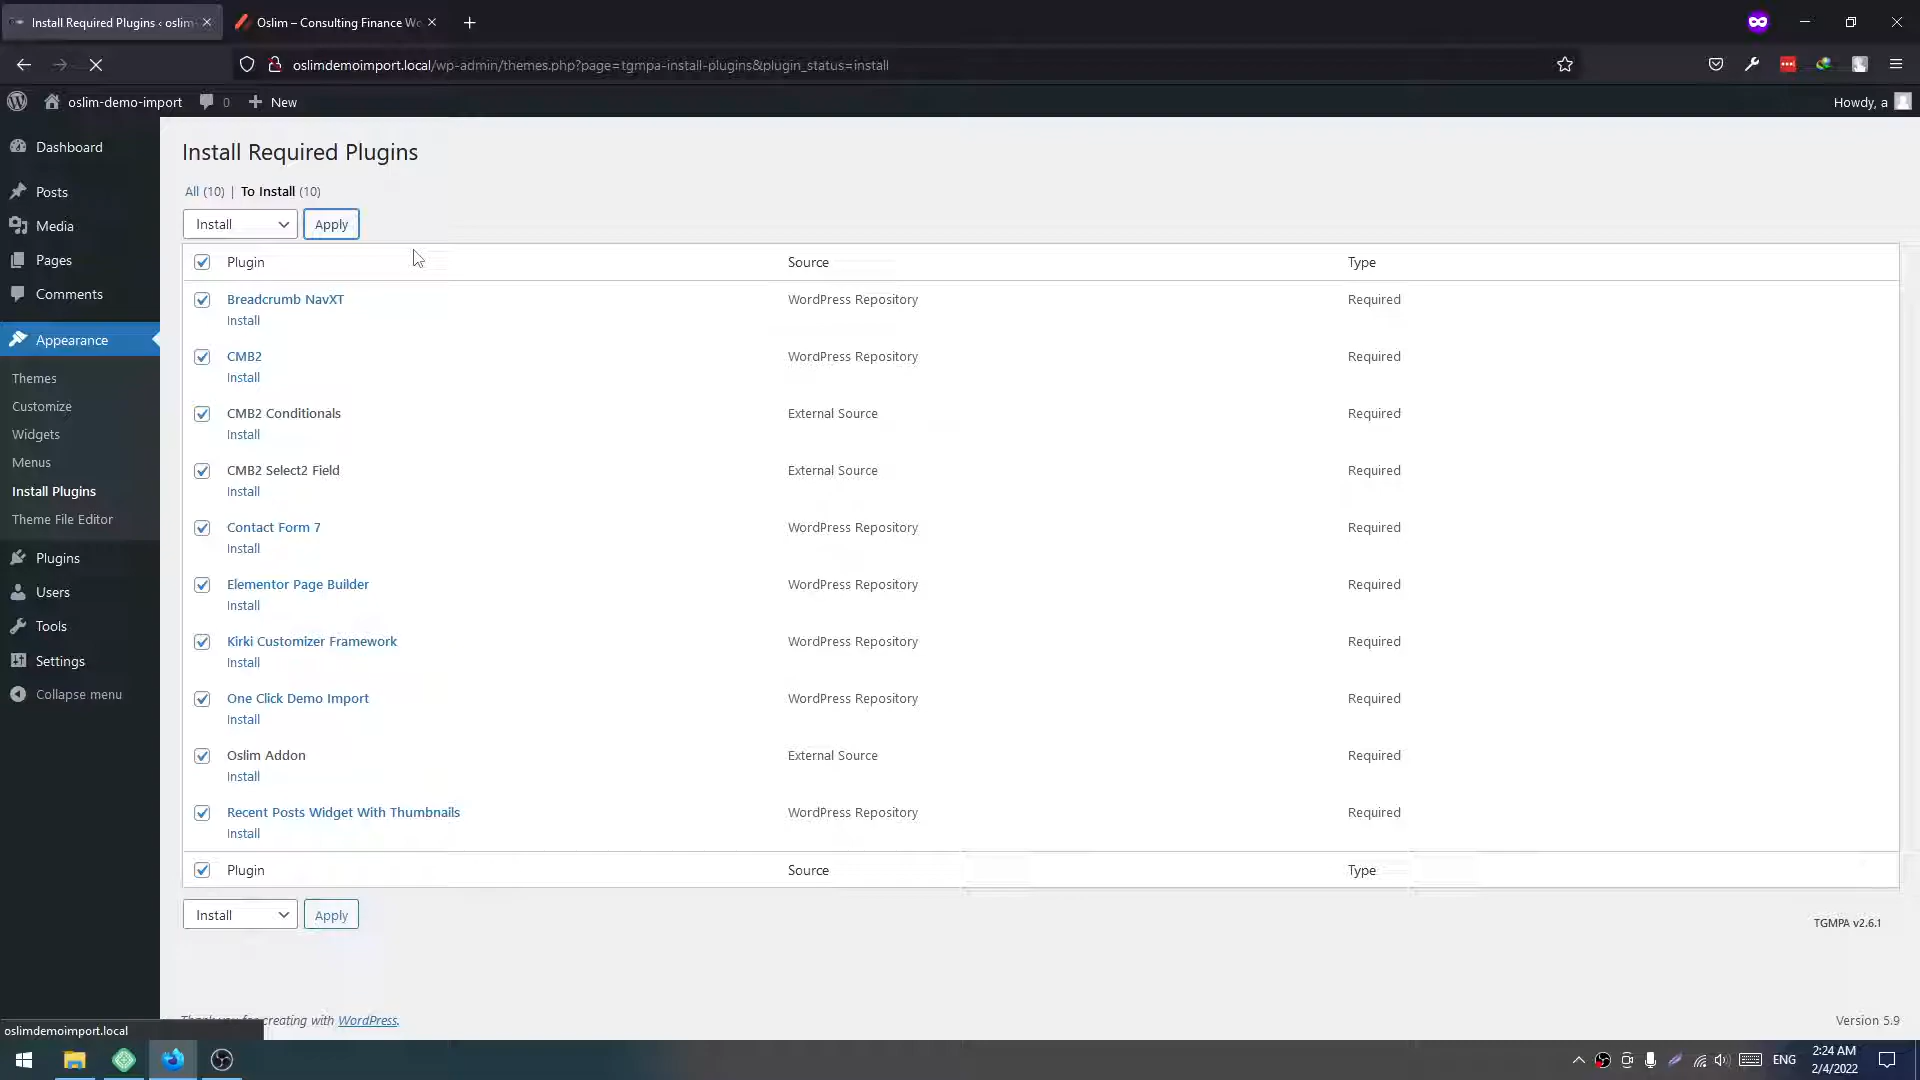 Install Required Plugins ‹ oslim-
Oslim – Consulting Finance Wo
oslimdemoimport.local/wp-admin/themes.php?page=tgmpa-install-plugins&plugin_status=install
oslim-demo-import
0
New
Howdy, a
Dashboard
Posts
Media
Pages
Comments
Appearance
Themes
Customize
Widgets
Menus
Install Plugins
Theme File Editor
Plugins
Users
Tools
Settings
Collapse menu
Install Required Plugins
All (10) | To Install (10)
Install
Apply
Plugin Source Type
Breadcrumb NavXT WordPress Repository Required
Install
CMB2 WordPress Repository Required
Install
CMB2 Conditionals External Source Required
Install
CMB2 Select2 Field External Source Required
Install
Contact Form 7 WordPress Repository Required
Install
Elementor Page Builder WordPress Repository Required
Install
Kirki Customizer Framework WordPress Repository Required
Install
One Click Demo Import WordPress Repository Required
Install
Oslim Addon External Source Required
Install
Recent Posts Widget With Thumbnails WordPress Repository Required
Install
Plugin Source Type
Install
Apply
TGMPA v2.6.1
Thank you for creating with WordPress.
Version 5.9
oslimdemoimport.local
ENG
2:24 AM
2/4/2022